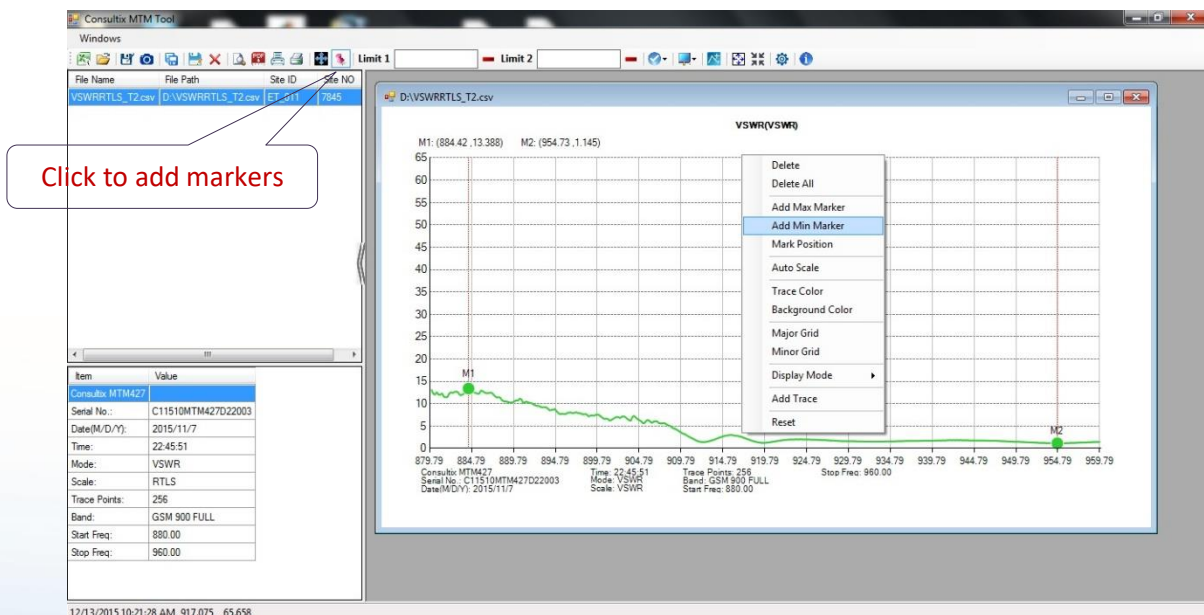 Consultix MTM Tool
Windows
Limit 1 Limit 2
File Name File Path Site ID Site NO
VSWRRTLS_T2.csv D:\VSWRRTLS_T2.csv ET_011 7845
Click to add markers
D:\VSWRRTLS_T2.csv
VSWR(VSWR)
M1: (884.42 ,13.388) M2: (954.73 ,1.145)
65
60
55
50
45
40
35
30
25
20
15
10
5
0
M1
M2
879.79 884.79 889.79 894.79 899.79 904.79 909.79 914.79 919.79 924.79 929.79 934.79 939.79 944.79 949.79 954.79 959.79
Consultix MTM427 Time: 22:45:51 Trace Points: 256 Stop Freq: 960.00
Serial No.: C11510MTM427D22003 Mode: VSWR Band: GSM 900 FULL
Date(M/D/Y): 2015/11/7 Scale: VSWR Start Freq: 880.00
Delete
Delete All
Add Max Marker
Add Min Marker
Mark Position
Auto Scale
Trace Color
Background Color
Major Grid
Minor Grid
Display Mode
Add Trace
Reset
Item Value
Consultix MTM427
Serial No.: C11510MTM427D22003
Date(M/D/Y): 2015/11/7
Time: 22:45:51
Mode: VSWR
Scale: RTLS
Trace Points: 256
Band: GSM 900 FULL
Start Freq: 880.00
Stop Freq: 960.00
12/13/2015 10:21:28 AM 917.075 65.658